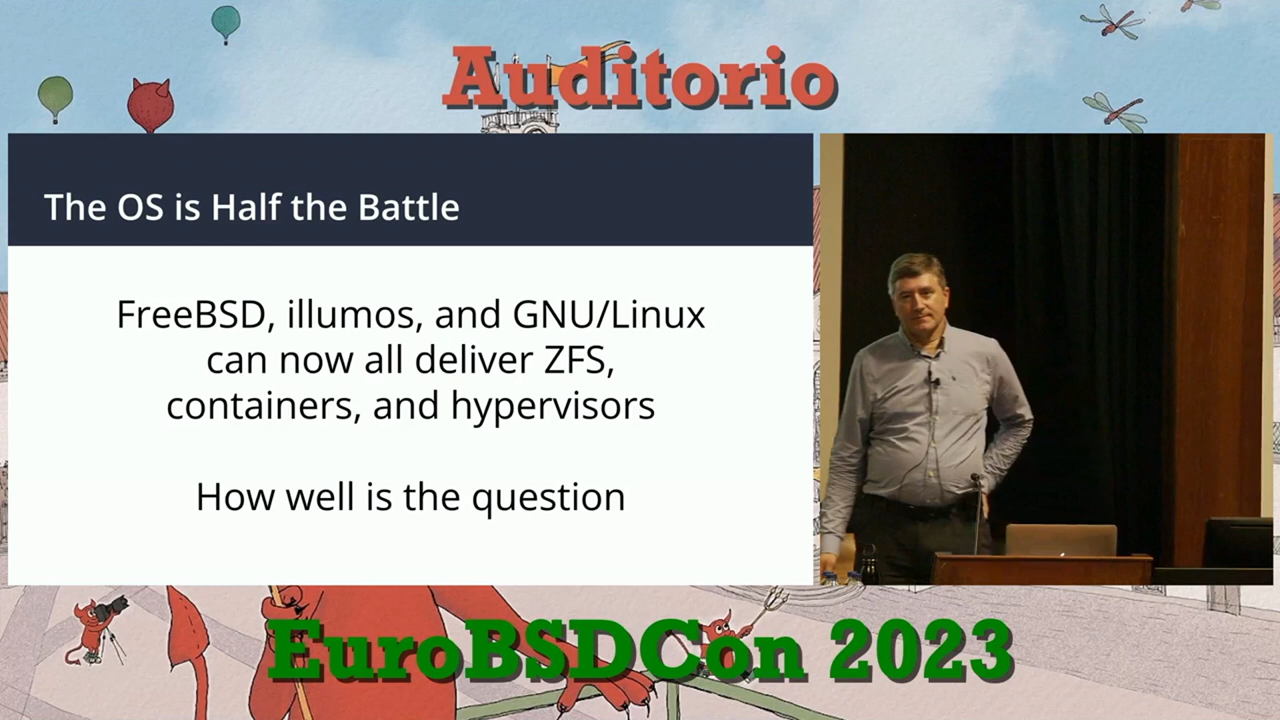 Auditorio
The OS is Half the Battle
FreeBSD, illumos, and GNU/Linux
can now all deliver ZFS,
containers, and hypervisors
How well is the question
EuroBSDCon 2023